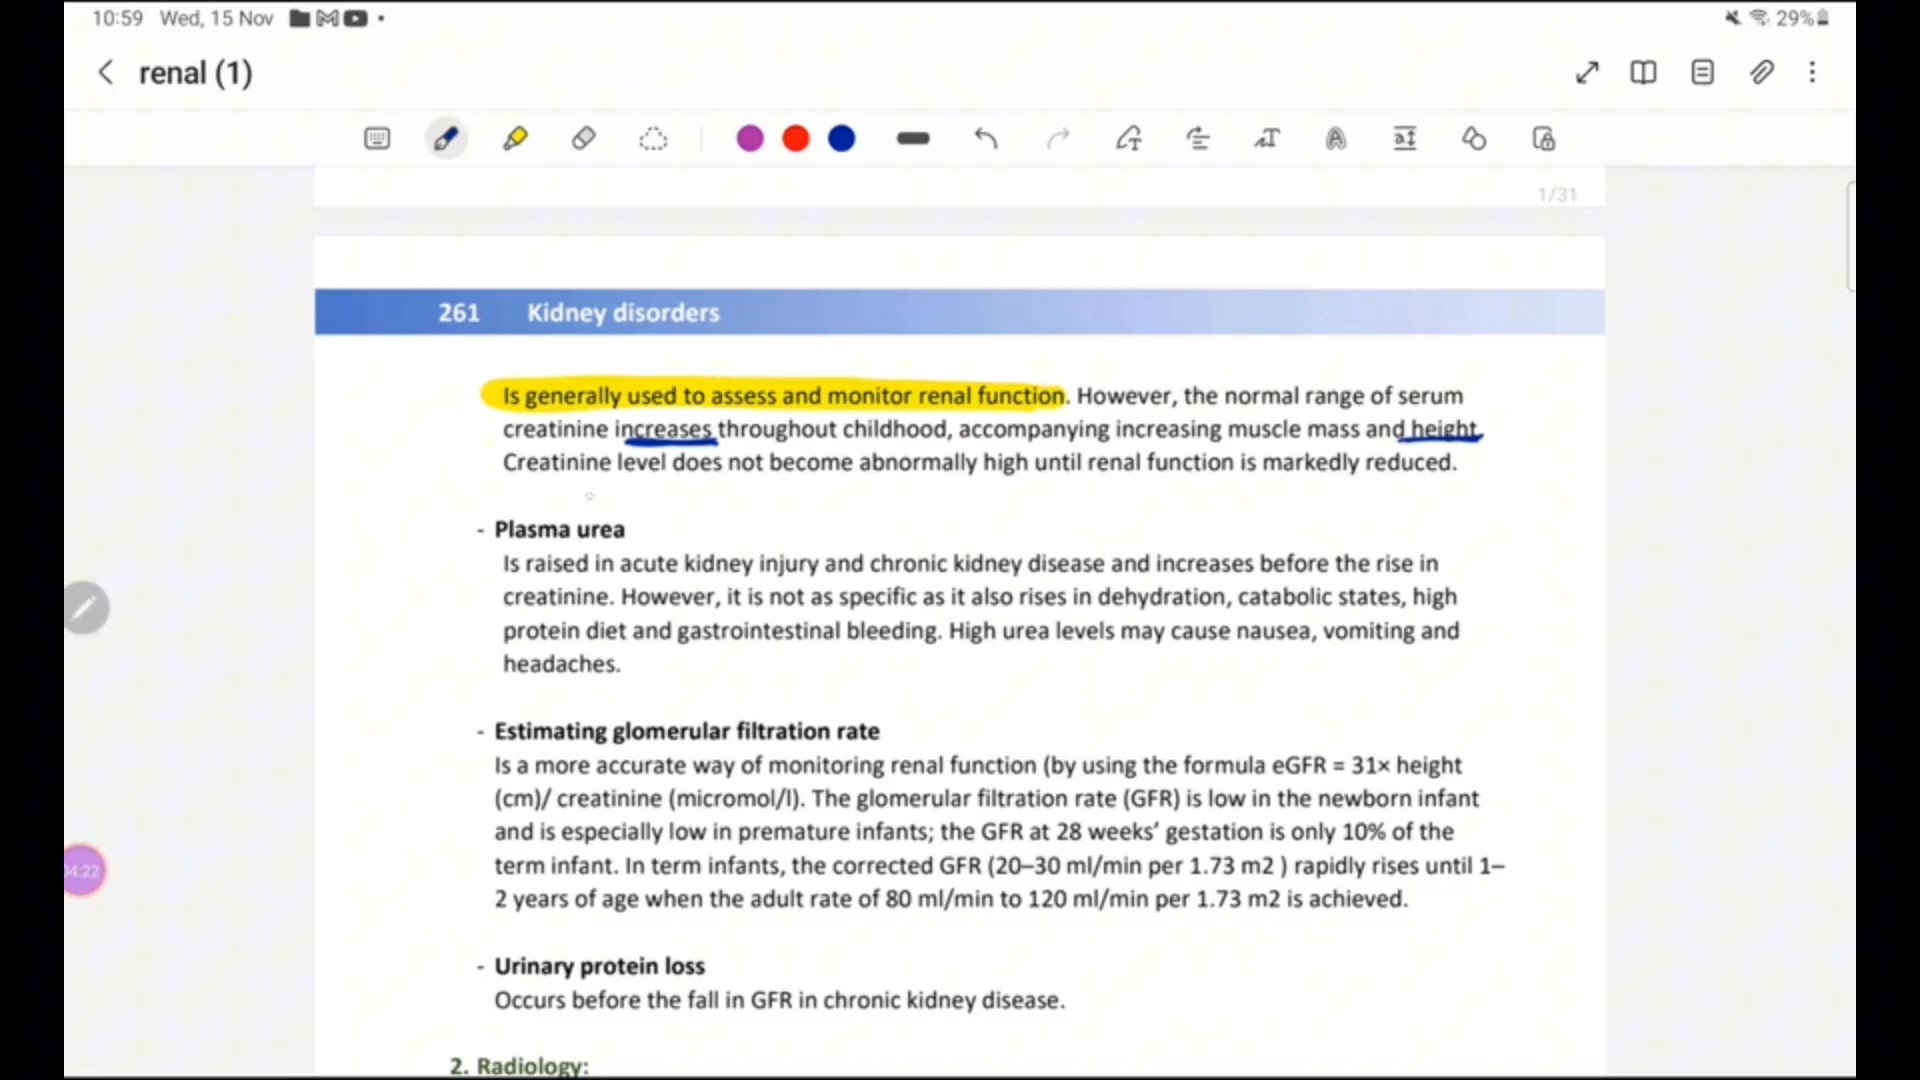 10:59 Wed, 15 Nov
29%
renal (1)
1/31
261 Kidney disorders
Is generally used to assess and monitor renal function. However, the normal range of serum
creatinine increases throughout childhood, accompanying increasing muscle mass and height.
Creatinine level does not become abnormally high until renal function is markedly reduced.
- Plasma urea
Is raised in acute kidney injury and chronic kidney disease and increases before the rise in
creatinine. However, it is not as specific as it also rises in dehydration, catabolic states, high
protein diet and gastrointestinal bleeding. High urea levels may cause nausea, vomiting and
headaches.
- Estimating glomerular filtration rate
Is a more accurate way of monitoring renal function (by using the formula eGFR = 31× height
(cm)/ creatinine (micromol/l). The glomerular filtration rate (GFR) is low in the newborn infant
and is especially low in premature infants; the GFR at 28 weeks’ gestation is only 10% of the
term infant. In term infants, the corrected GFR (20–30 ml/min per 1.73 m2 ) rapidly rises until 1–
04:22
2 years of age when the adult rate of 80 ml/min to 120 ml/min per 1.73 m2 is achieved.
- Urinary protein loss
Occurs before the fall in GFR in chronic kidney disease.
2. Radiology: